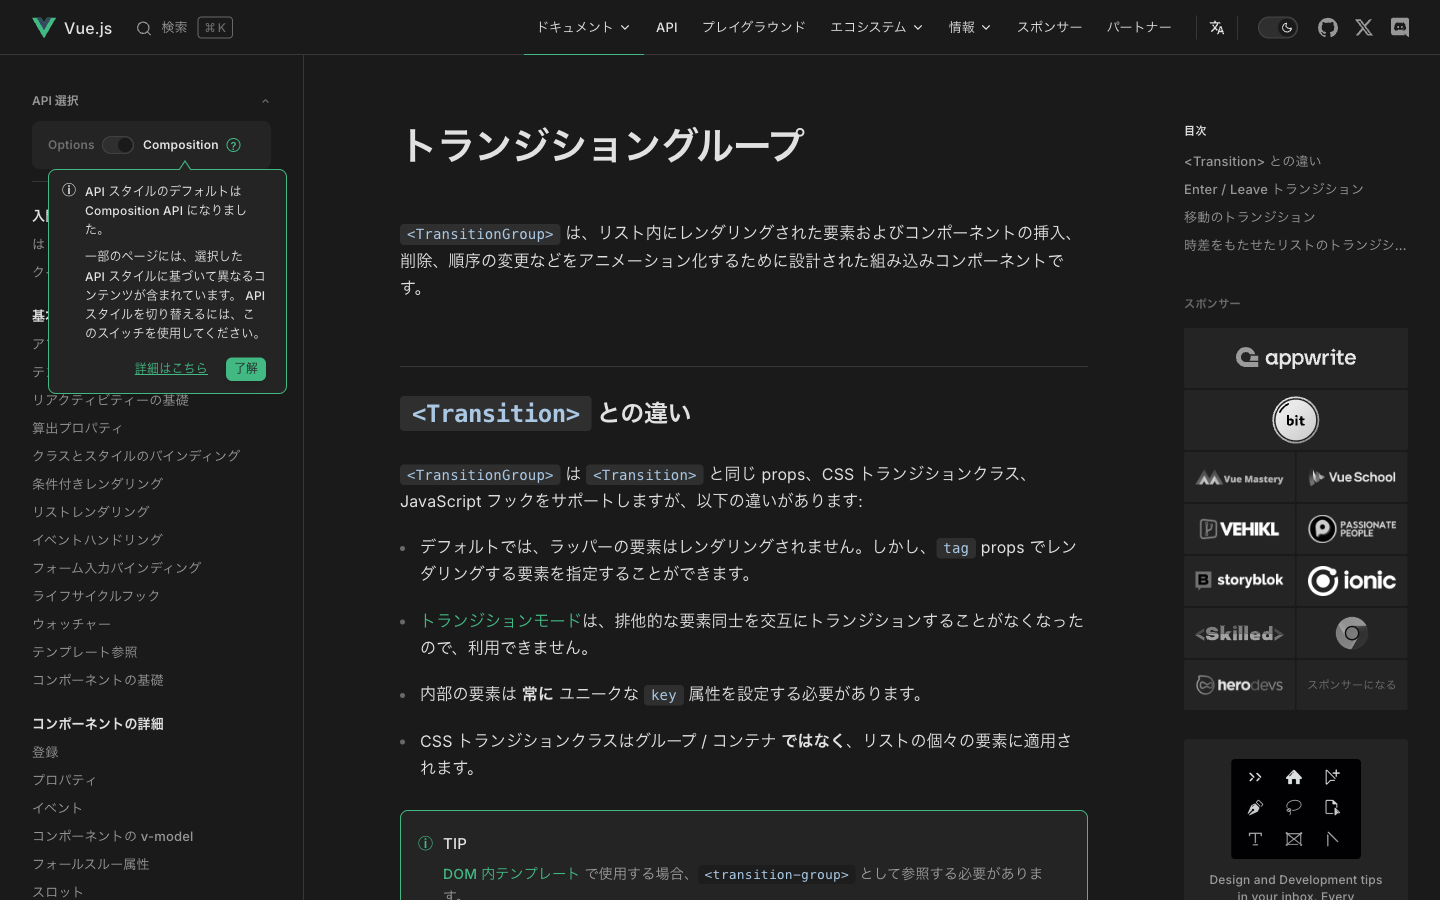 Vue.js
検索
⌘ K
ドキュメント
API
プレイグラウンド
エコシステム
情報
スポンサー
パートナー
API 選択
Options
Composition
?
API スタイルのデフォルトは
Composition API になりまし
た。
一部のページには、選択した
API スタイルに基づいて異なるコ
ンテンツが含まれています。 API
スタイルを切り替えるには、こ
のスイッチを使用してください。
詳細はこちら
了解
リアクティビティーの基礎
算出プロパティ
クラスとスタイルのバインディング
条件付きレンダリング
リストレンダリング
イベントハンドリング
フォーム入力バインディング
ライフサイクルフック
ウォッチャー
テンプレート参照
コンポーネントの基礎
コンポーネントの詳細
登録
プロパティ
イベント
コンポーネントの v-model
フォールスルー属性
スロット
トランジショングループ
<TransitionGroup> は、リスト内にレンダリングされた要素およびコンポーネントの挿入、
削除、順序の変更などをアニメーション化するために設計された組み込みコンポーネントで
す。
<Transition> との違い
<TransitionGroup> は <Transition> と同じ props、CSS トランジションクラス、
JavaScript フックをサポートしますが、以下の違いがあります:
デフォルトでは、ラッパーの要素はレンダリングされません。しかし、 tag props でレン
ダリングする要素を指定することができます。
トランジションモードは、排他的な要素同士を交互にトランジションすることがなくなった
ので、利用できません。
内部の要素は 常に ユニークな key 属性を設定する必要があります。
CSS トランジションクラスはグループ / コンテナ ではなく、リストの個々の要素に適用さ
れます。
TIP
DOM 内テンプレート で使用する場合、 <transition-group> として参照する必要がありま
す。
目次
<Transition> との違い
Enter / Leave トランジション
移動のトランジション
時差をもたせたリストのトランジシ...
スポンサー
appwrite
bit
Vue Mastery
Vue School
VEHIKL
PASSIONATE
PEOPLE
storyblok
ionic
<Skilled>
herodevs
スポンサーになる
Design and Development tips
in your inbox. Every